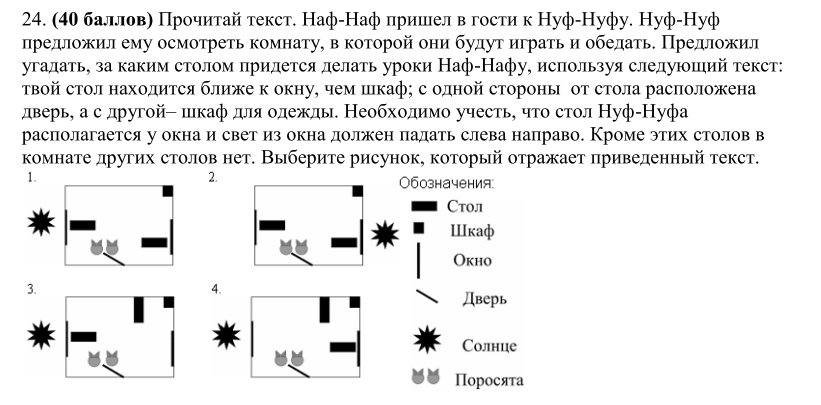 24. (40 баллов) Прочитай текст. Наф-Наф пришел в гости к Нуф-Нуфу. Нуф-Нуф
предложил ему осмотреть комнату, в которой они будут играть и обедать. Предложил
угадать, за каким столом придется делать уроки Наф-Нафу, используя следующий текст:
твой стол находится ближе к окну, чем шкаф; с одной стороны от стола расположена
дверь, а с другой– шкаф для одежды. Необходимо учесть, что стол Нуф-Нуфа
располагается у окна и свет из окна должен падать слева направо. Кроме этих столов в
комнате других столов нет. Выберите рисунок, который отражает приведенный текст.
1.
2.
Обозначения:
Стол
Шкаф
Окно
Дверь
3.
4.
Солнце
Поросята